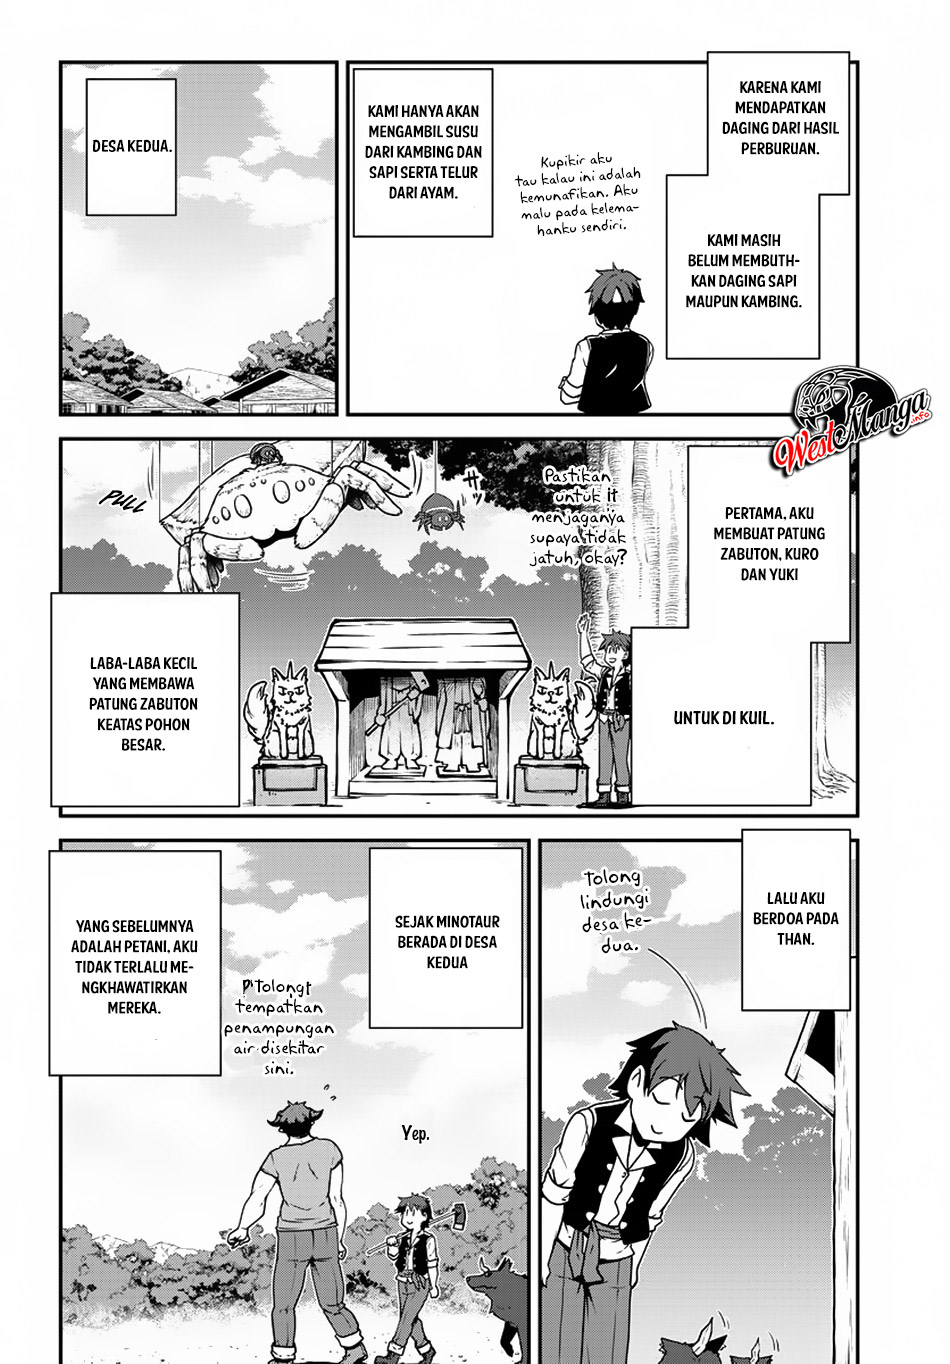 KARENA KAMI
MENDAPATKAN
DAGING DARI HASIL
PERBURUAN.
KAMI MASIH
BELUM MEMBUTH-
KAN DAGING SAPI
MAUPUN KAMBING.
Kupikir aku
tau kalau ini adalah
kemunafikan. Aku
malu pada kelema-
hanku sendiri.
KAMI HANYA AKAN
MENGAMBIL SUSU
DARI KAMBING DAN
SAPI SERTA TELUR
DARI AYAM.
DESA KEDUA.
WestManga
.info
PERTAMA, AKU
MEMBUAT PATUNG
ZABUTON, KURO
DAN YUKI
UNTUK DI KUIL.
Pastikan
untuk It
menjaganya
supaya tidak
jatuh, okay?
PULL
LABA-LABA KECIL
YANG MEMBAWA
PATUNG ZABUTON
KEATAS POHON
BESAR.
LALU AKU
BERDOA PADA
THAN.
Tolong
lindungi
desa ke-
dua.
SEJAK MINOTAUR
BERADA DI DESA
KEDUA
YANG SEBELUMNYA
ADALAH PETANI, AKU
TIDAK TERLALU ME-
NGKHAWATIRKAN
MEREKA.
Tolong
tempatkan
penampungan
air disekitar
sini.
Yep.